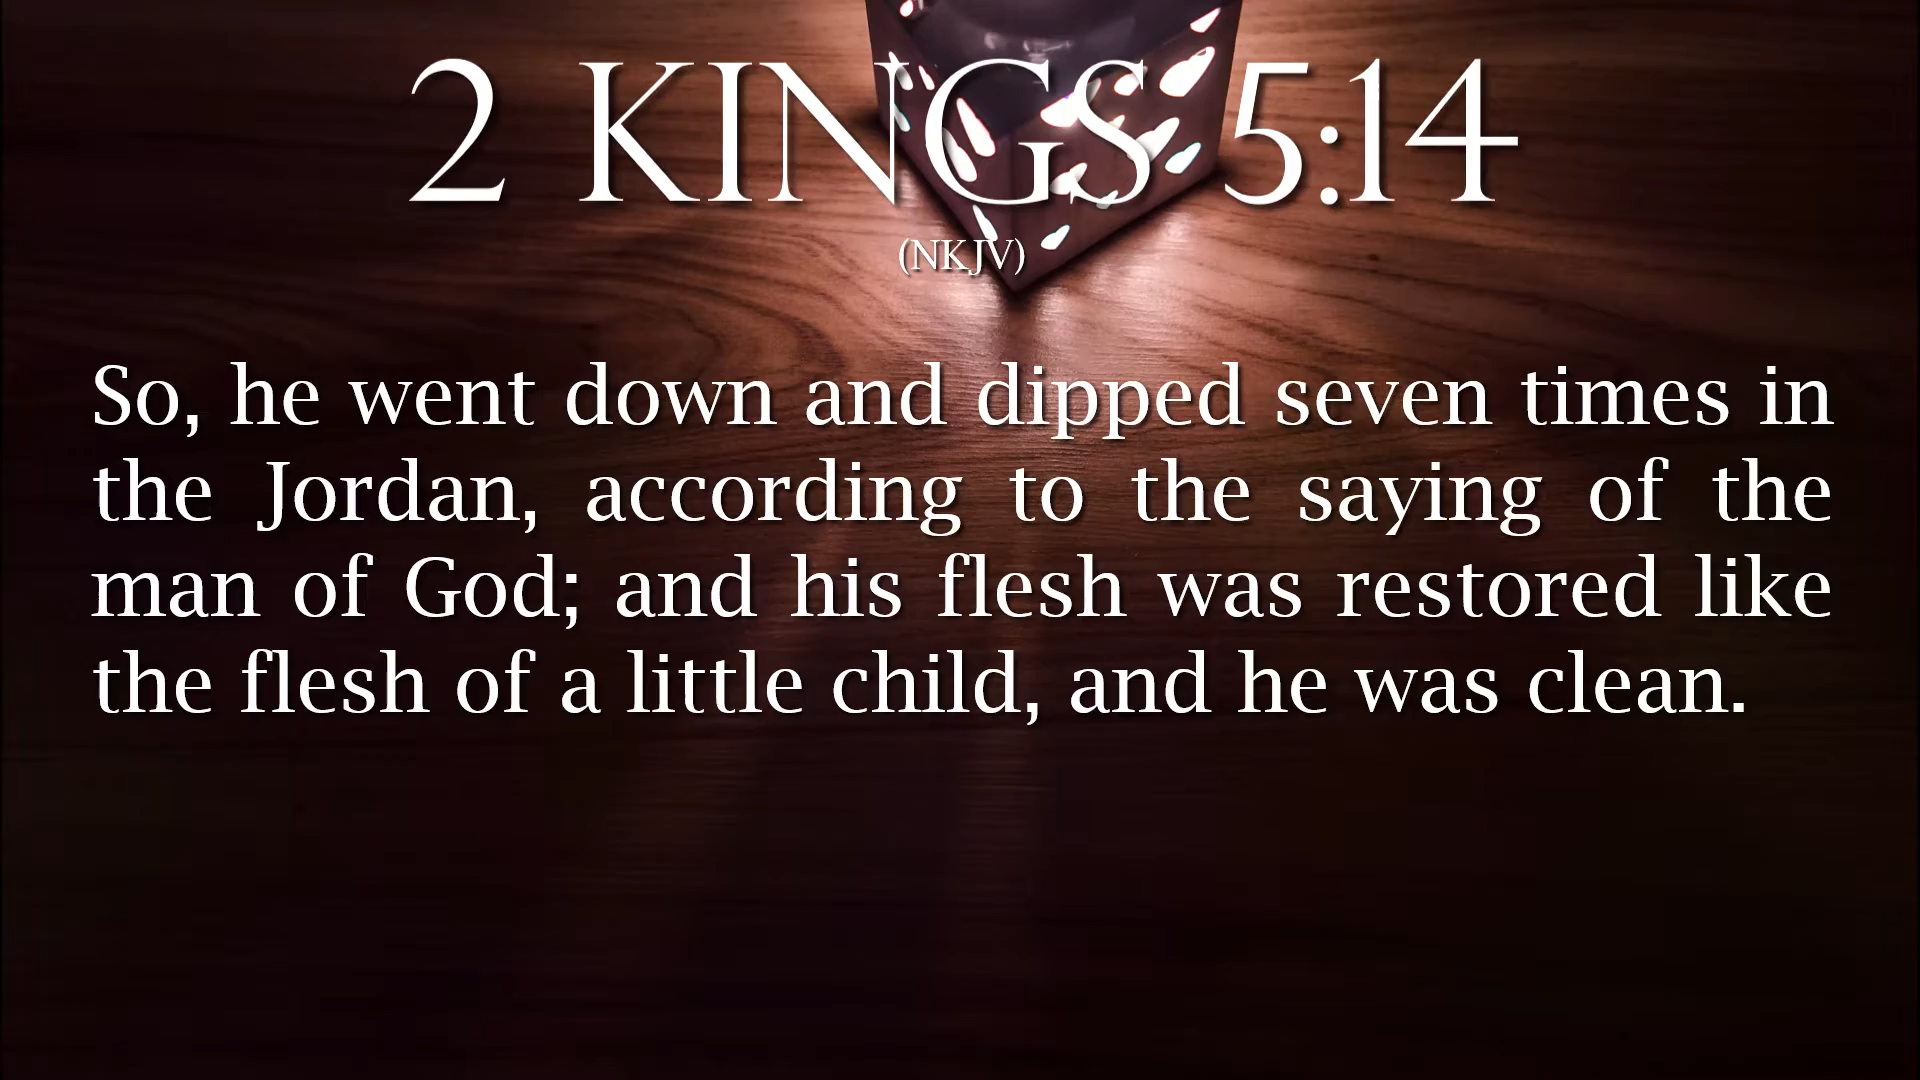 2 KINGS 5:14
(NKJV)
So, he went down and dipped seven times in
the Jordan, according to the saying of the
man of God; and his flesh was restored like
the flesh of a little child, and he was clean.